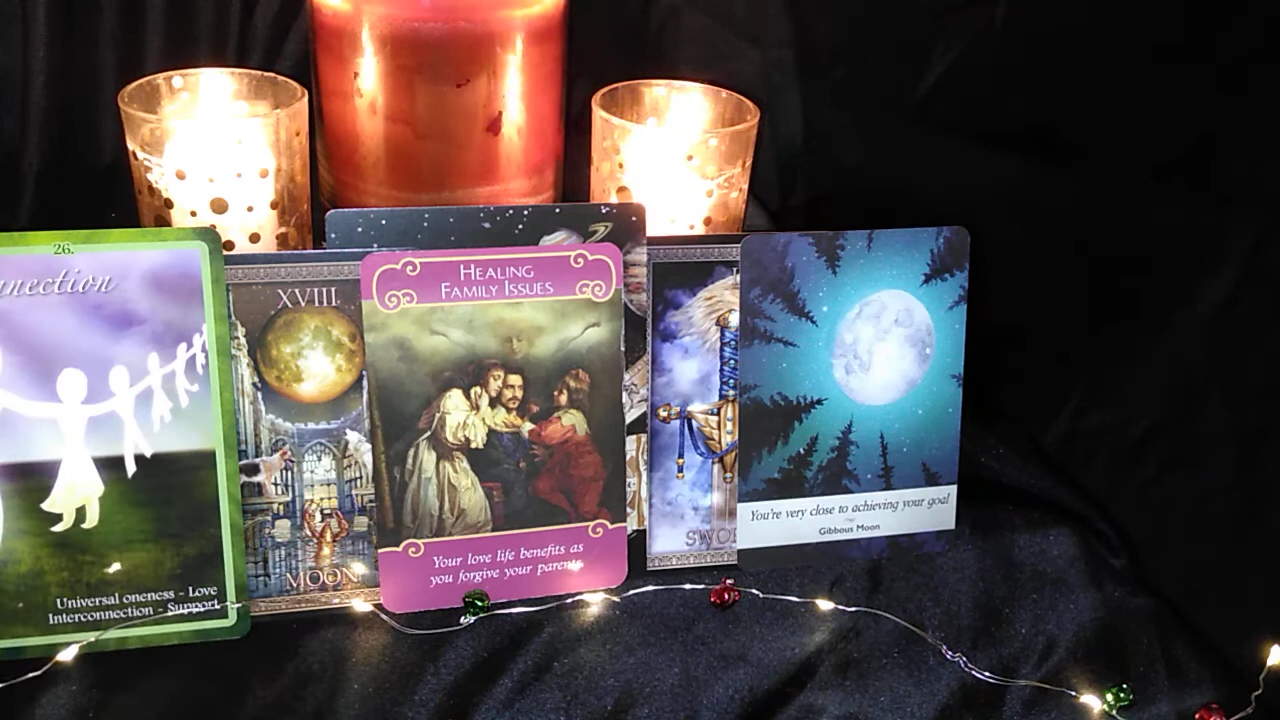 26.
nnection
Universal oneness - Love
Interconnection - Support
XVIII
MOON
HEALING
FAMILY ISSUES
Your love life benefits as
you forgive your parents.
SWO
You're very close to achieving your goal
Gibbous Moon